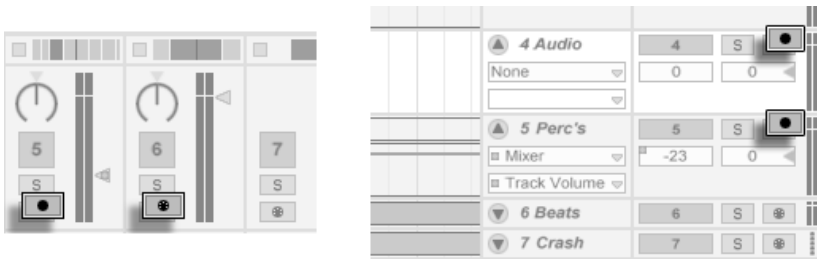 5
S
6
S
7
S
4 Audio 4 S
None 0 0
5 Perc's 5 S
Mixer -23 0
Track Volume
6 Beats 6 S
7 Crash 7 S